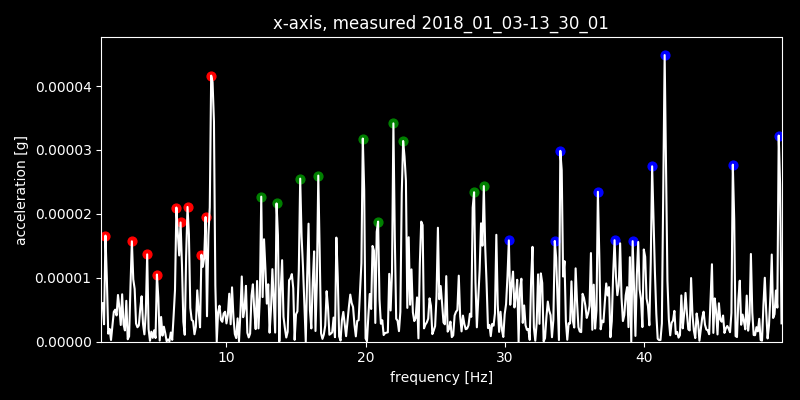 x-axis, measured 2018_01_03-13_30_01
acceleration [g]
0.00004
0.00003
0.00002
0.00001
0.00000
10 20 30 40
frequency [Hz]